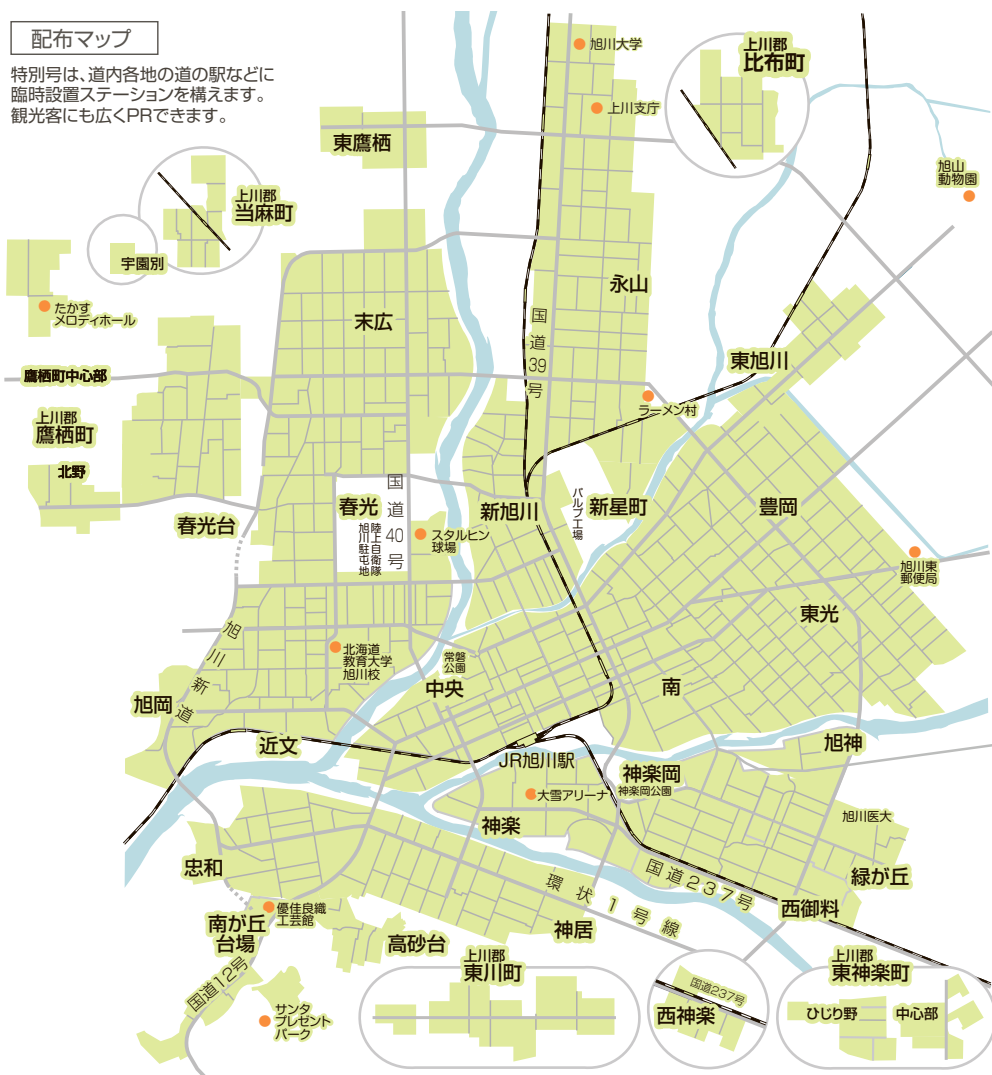 配布マップ
特別号は、道内各地の道の駅などに
臨時設置ステーションを構えます。
観光客にも広くPRできます。
旭川大学
上川支庁
上川郡
比布町
東鷹栖
旭山
動物園
上川郡
当麻町
宇園別
たかす
メロディホール
永山
末広
国道39号
東旭川
鷹栖町中心部
ラーメン村
上川郡
鷹栖町
北野
春光台
春光
国道40号
陸上自衛隊
旭川駐屯地
スタルヒン
球場
新旭川
パルプ工場
新星町
豊岡
旭川東
郵便局
東光
旭川新道
北海道
教育大学
旭川校
常磐
公園
中央
南
旭岡
近文
旭神
JR旭川駅
神楽岡
神楽岡公園
大雪アリーナ
神楽
旭川医大
忠和
国道237号
緑が丘
環状1号線
西御料
南が丘
台場
優佳良織
工芸館
高砂台
神居
国道12号
上川郡
東川町
上川郡
東神楽町
国道237号
西神楽
ひじり野
中心部
サンタ
プレゼント
パーク